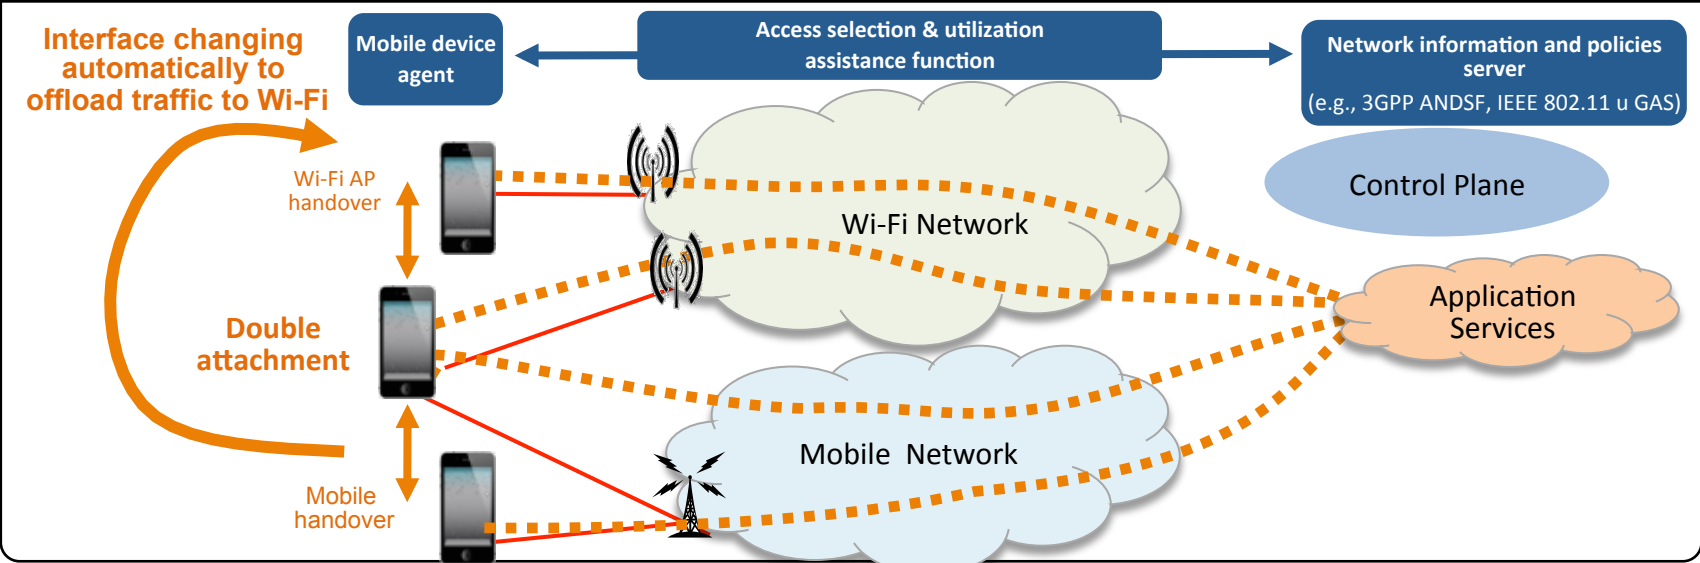 Interface changing
automatically to
offload traffic to Wi-Fi
Mobile device
agent
Access selection & utilization
assistance function
Network information and policies
server
(e.g., 3GPP ANDSF, IEEE 802.11 u GAS)
Control Plane
Wi-Fi AP
handover
Wi-Fi Network
Application
Services
Double
attachment
Mobile Network
Mobile
handover